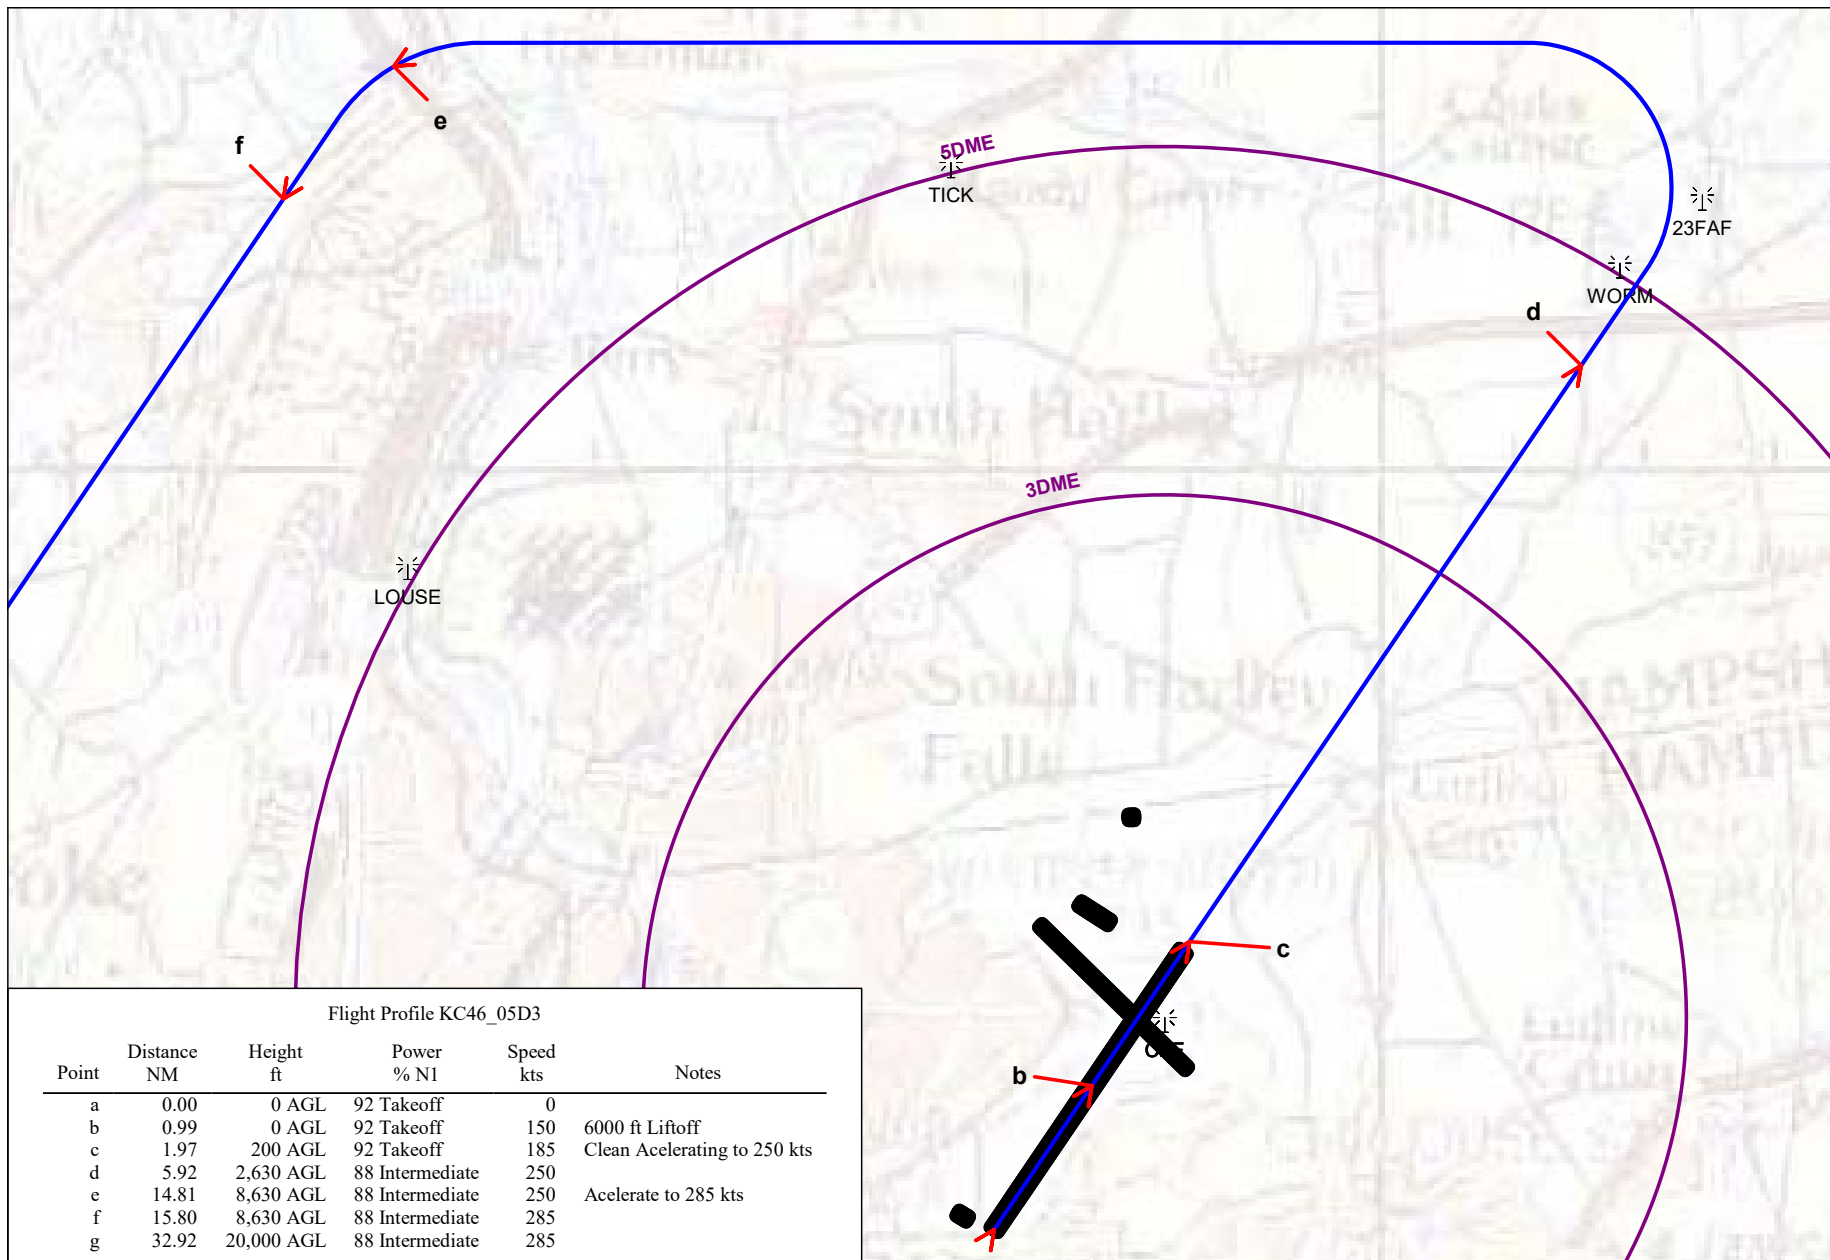 e
f
5DME
TICK
23FAF
WORM
d
3DME
LOUSE
South Hadley
Falls
c
b
Flight Profile KC46_05D3
Point Distance NM Height ft Power % N1 Speed kts Notes
a 0.00 0 AGL 92 Takeoff 0
b 0.99 0 AGL 92 Takeoff 150 6000 ft Liftoff
c 1.97 200 AGL 92 Takeoff 185 Clean Acelerating to 250 kts
d 5.92 2,630 AGL 88 Intermediate 250
e 14.81 8,630 AGL 88 Intermediate 250 Acelerate to 285 kts
f 15.80 8,630 AGL 88 Intermediate 285
g 32.92 20,000 AGL 88 Intermediate 285